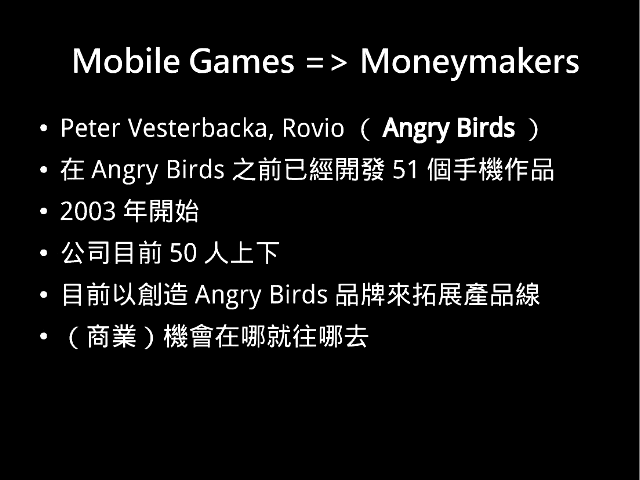 Mobile Games => Moneymakers
• Peter Vesterbacka, Rovio （ Angry Birds ）
• 在 Angry Birds 之前已經開發 51 個手機作品
• 2003 年開始
• 公司目前 50 人上下
• 目前以創造 Angry Birds 品牌來拓展產品線
• （商業）機會在哪就往哪去